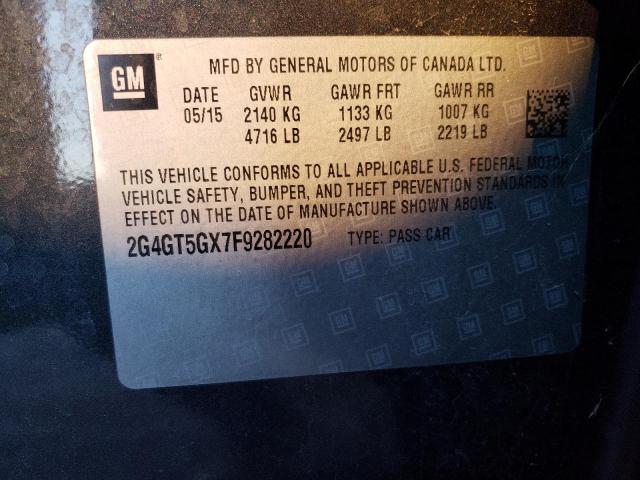 GM
MFD BY GENERAL MOTORS OF CANADA LTD.
DATE GVWR GAWR FRT GAWR RR
05/15 2140 KG 1133 KG 1007 KG
4716 LB 2497 LB 2219 LB
THIS VEHICLE CONFORMS TO ALL APPLICABLE U.S. FEDERAL MOTOR
VEHICLE SAFETY, BUMPER, AND THEFT PREVENTION STANDARDS IN
EFFECT ON THE DATE OF MANUFACTURE SHOWN ABOVE.
2G4GT5GX7F9282220 TYPE: PASS CAR